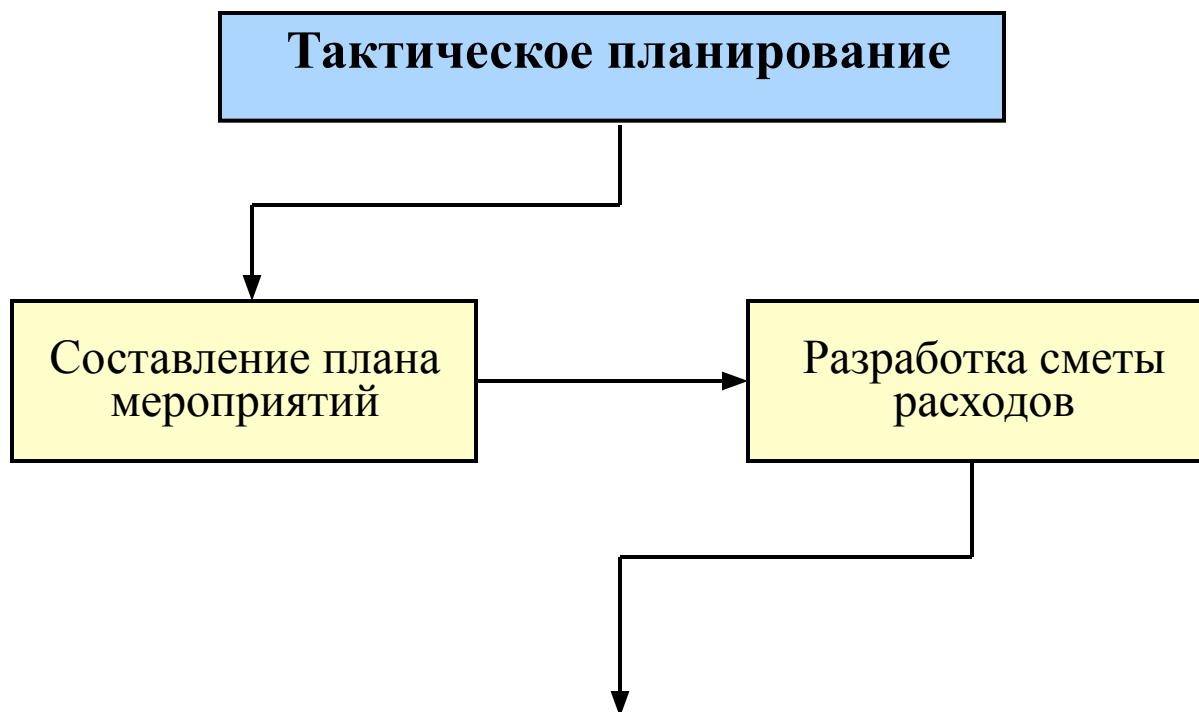 Тактическое планирование
Составление плана
мероприятий
Разработка сметы
расходов